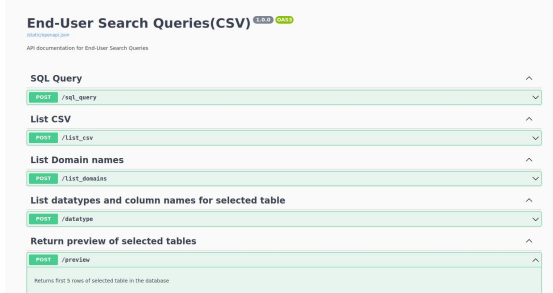 End-User Search Queries(CSV) 1.0.0 OAS3
/static/openapi.json
API documentation for End-User Search Queries
SQL Query
POST /sql_query
List CSV
POST /list_csv
List Domain names
POST /list_domains
List datatypes and column names for selected table
POST /datatype
Return preview of selected tables
POST /preview
Returns first 5 rows of selected table in the database